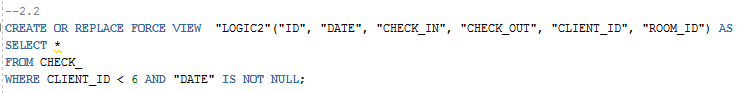 --2.2
CREATE OR REPLACE FORCE VIEW  "LOGIC2"("ID", "DATE", "CHECK_IN", "CHECK_OUT", "CLIENT_ID", "ROOM_ID") AS
SELECT *
FROM CHECK_
WHERE CLIENT_ID < 6 AND "DATE" IS NOT NULL;